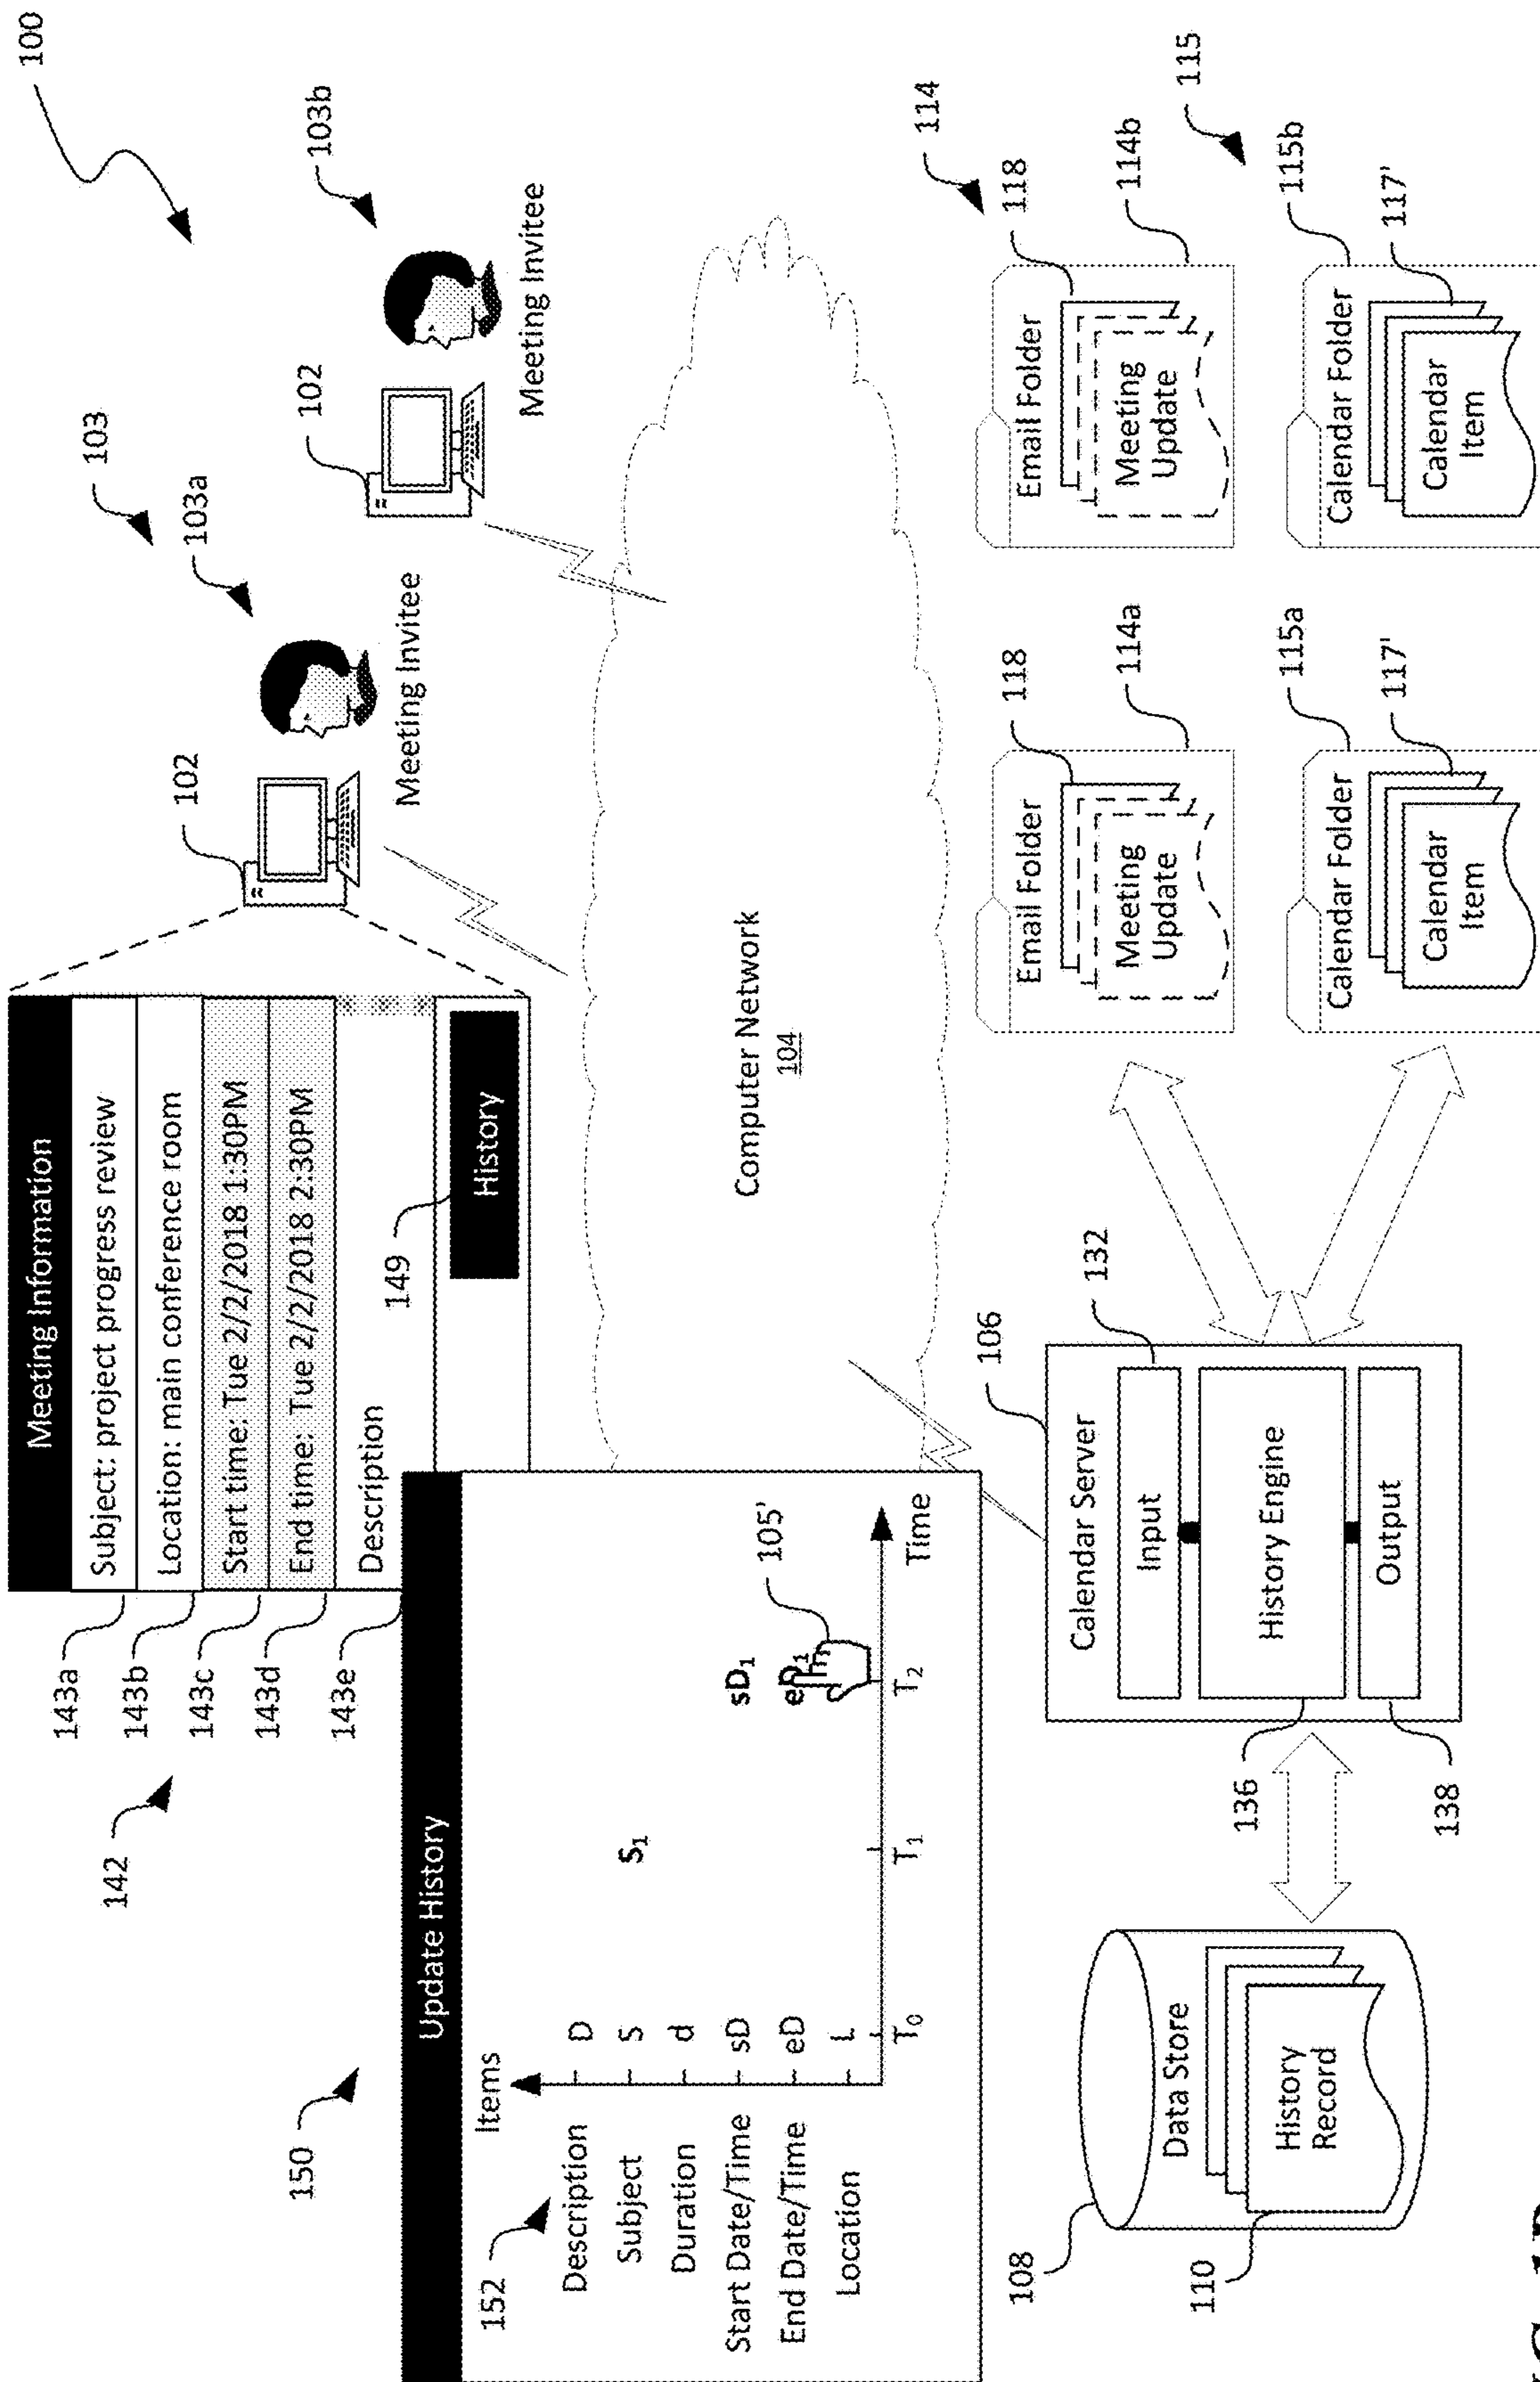 100
103
103a
103b
102
102
Meeting Invitee
Meeting Invitee
Meeting Information
Subject: project progress review
Location: main conference room
Start time: Tue 2/2/2018 1:30PM
End time: Tue 2/2/2018 2:30PM
Description
History
149
143a
143b
143c
143d
143e
142
150
Update History
Items
152
Description
Subject
Duration
Start Date/Time
End Date/Time
Location
D
S
d
sD
eD
L
S1
sD1
eD1
105'
T0
T1
T2
Time
Computer Network
104
108
Data Store
History
Record
110
106
Calendar Server
Input
132
History Engine
136
Output
138
114
Email Folder
118
Meeting
Update
114a
Email Folder
118
Meeting
Update
114b
115
Calendar Folder
115a
117'
Calendar
Item
Calendar Folder
115b
117'
Calendar
Item